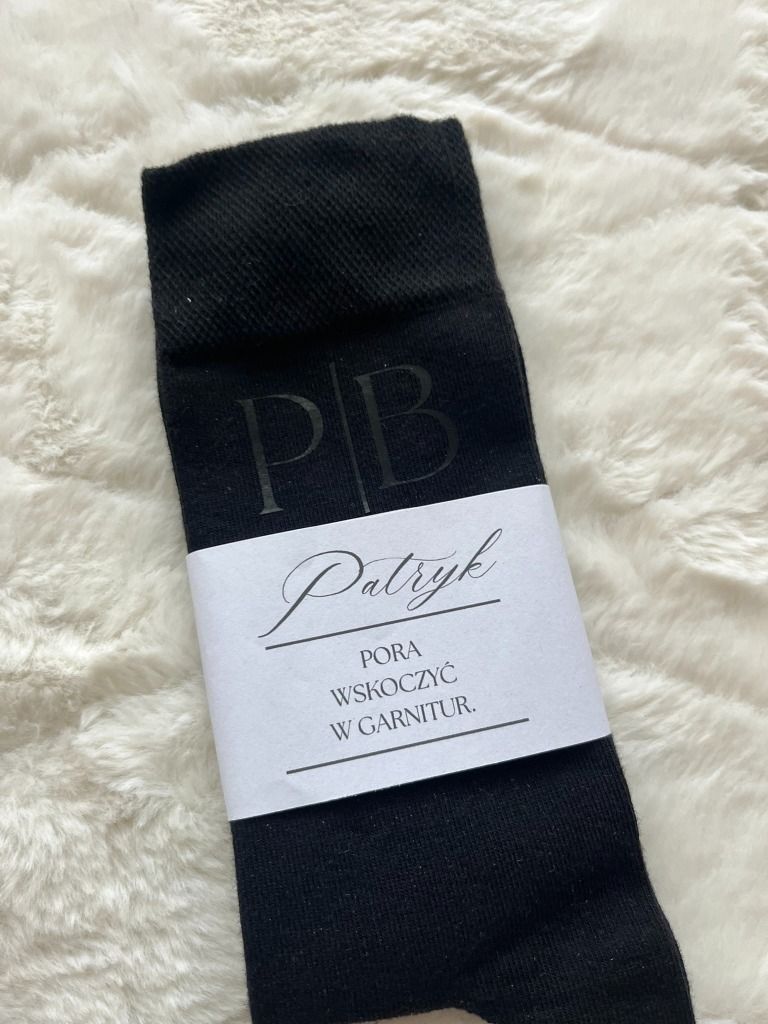 P|B
Patryk
PORA
WSKOCZYĆ
W GARNITUR.